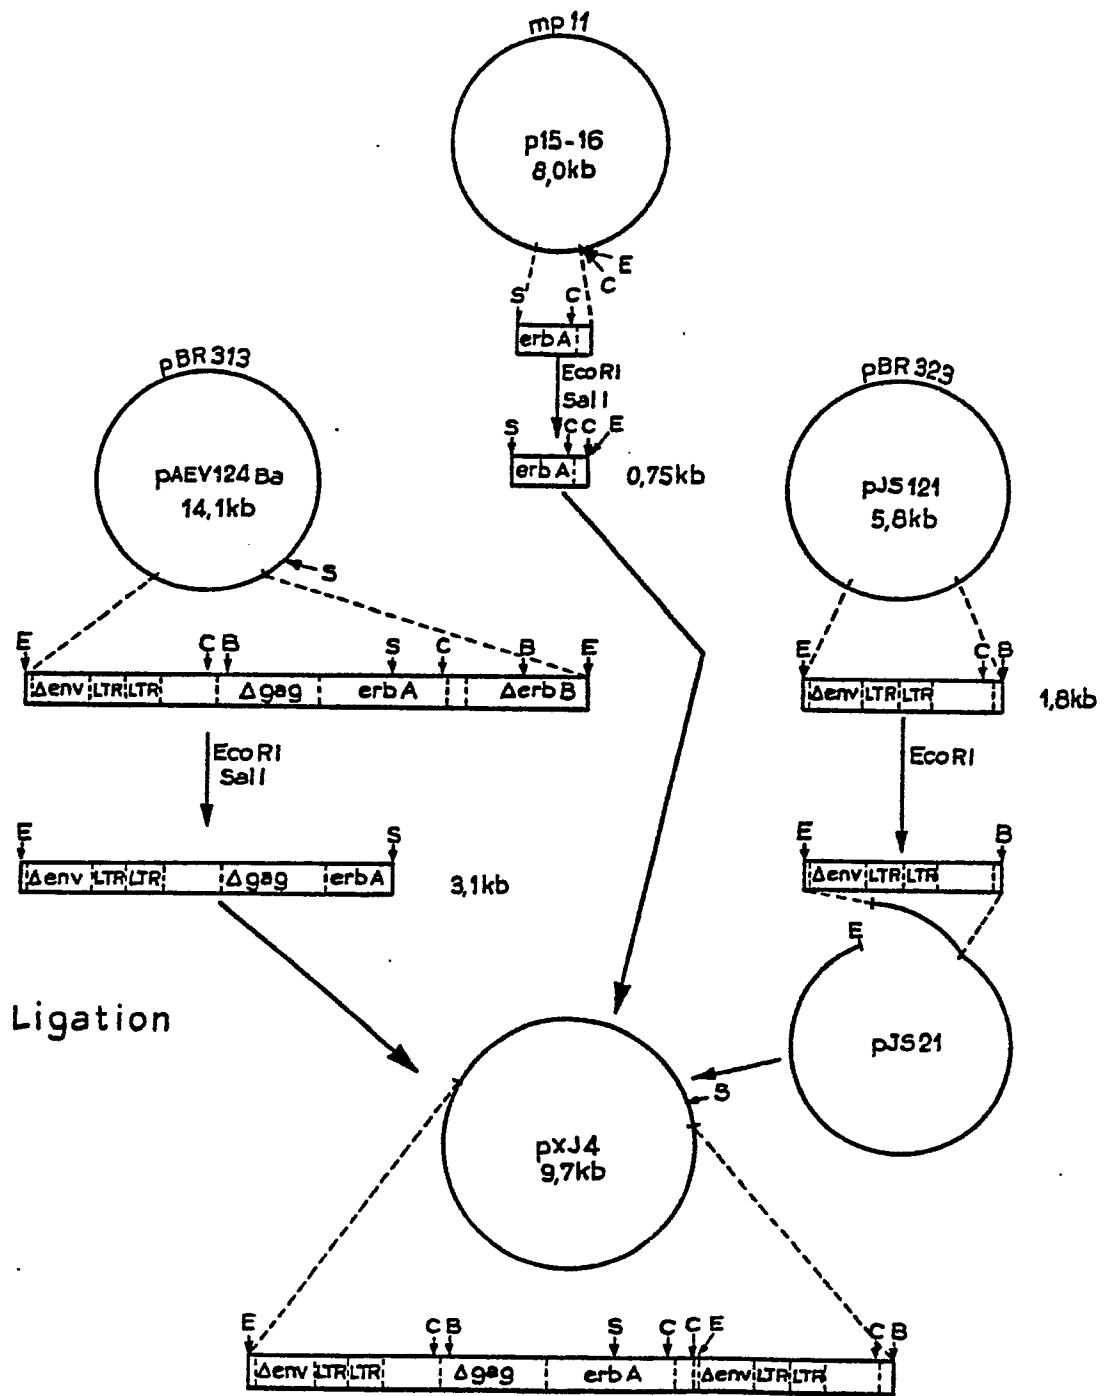 mp11
p15-16
8,0kb
E
C
S C
erbA
EcoRI
SalI
S C C E
erbA
0,75kb
pBR313
pAEV124Ba
14,1kb
S
E C B S C B E
Δenv LTR LTR Δgag erbA ΔerbB
EcoRI
SalI
E S
Δenv LTR LTR Δgag erbA
3,1kb
pBR323
pJS121
5,8kb
E C B
Δenv LTR LTR
1,8kb
EcoRI
E B
Δenv LTR LTR
E
pJS21
Ligation
S
pXJ4
9,7kb
E C B S C C E C B
Δenv LTR LTR Δgag erbA Δenv LTR LTR